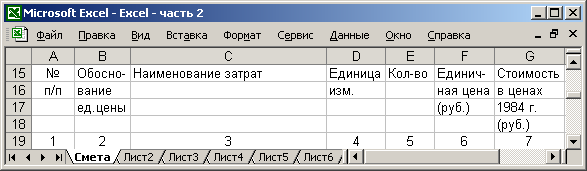 Microsoft Excel - Excel - часть 2
Файл Правка Вид Вставка Формат Сервис Данные Окно Справка
A B C D E F G
15 № Обосно- Наименование затрат Единица Кол-во Единич- Стоимость
16 п/п вание изм. ная цена в ценах
17 ед.цены (руб.) 1984 г.
18 (руб.)
19 1 2 3 4 5 6 7
Смета Лист2 Лист3 Лист4 Лист5 Лист6